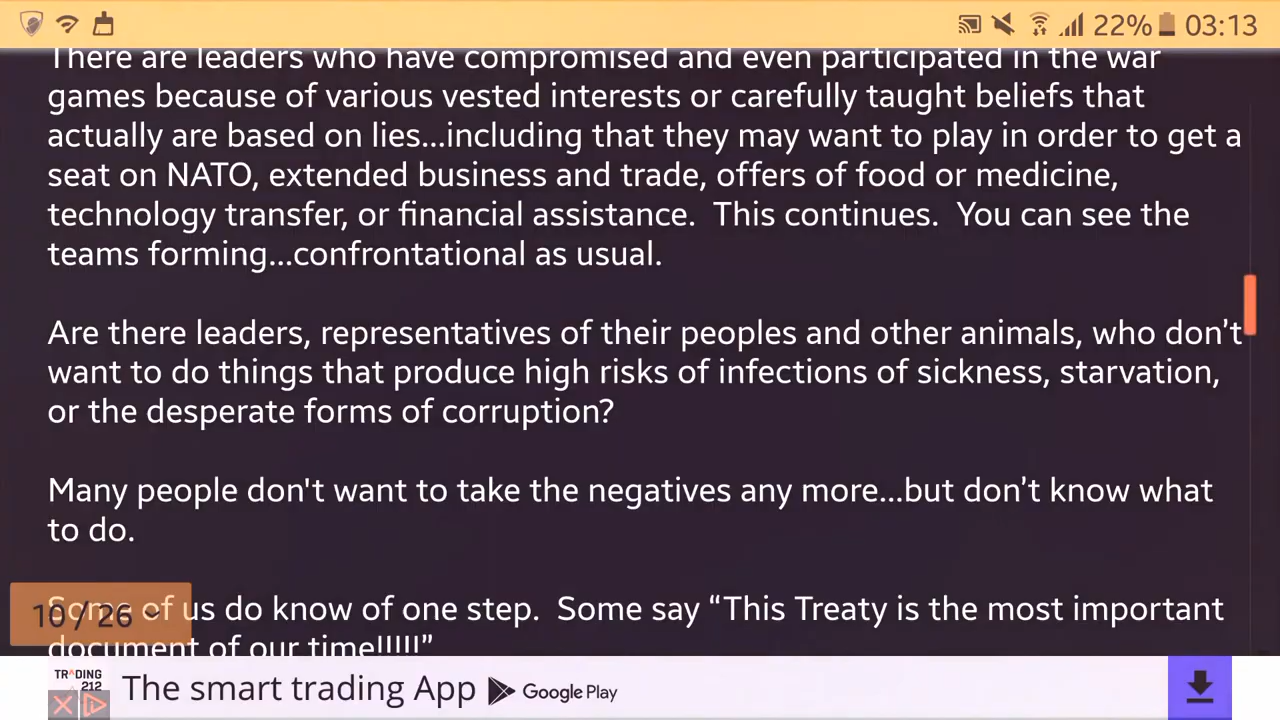 22% 03:13
There are leaders who have compromised and even participated in the war
games because of various vested interests or carefully taught beliefs that
actually are based on lies...including that they may want to play in order to get a
seat on NATO, extended business and trade, offers of food or medicine,
technology transfer, or financial assistance.  This continues.  You can see the
teams forming...confrontational as usual.
Are there leaders, representatives of their peoples and other animals, who don’t
want to do things that produce high risks of infections of sickness, starvation,
or the desperate forms of corruption?
Many people don't want to take the negatives any more...but don’t know what
to do.
Some of us do know of one step.  Some say “This Treaty is the most important
10 / 26
document of our time!!!!!”
TRADING
212
The smart trading App Google Play